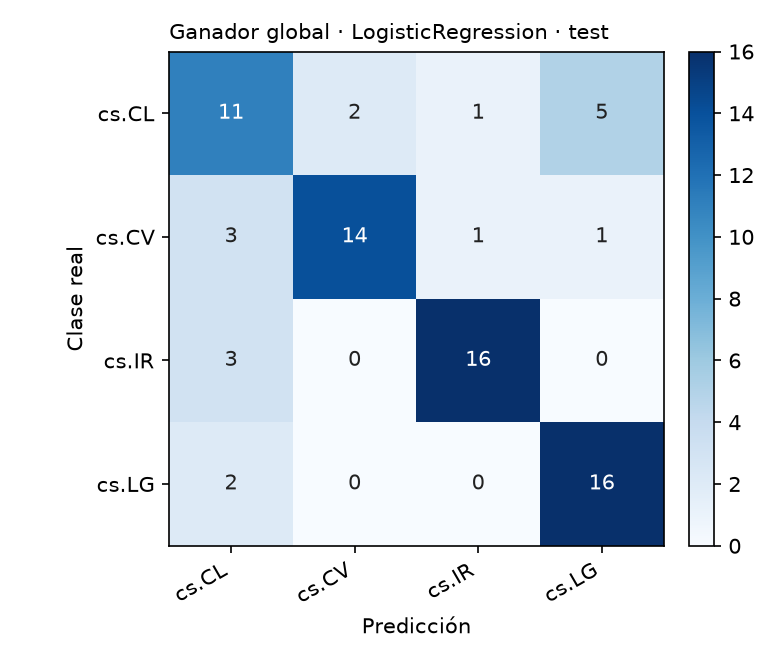 Ganador global · LogisticRegression · test
Clase real
cs.CL 11 2 1 5
cs.CV 3 14 1 1
cs.IR 3 0 16 0
cs.LG 2 0 0 16
cs.CL cs.CV cs.IR cs.LG
Predicción
16
14
12
10
8
6
4
2
0